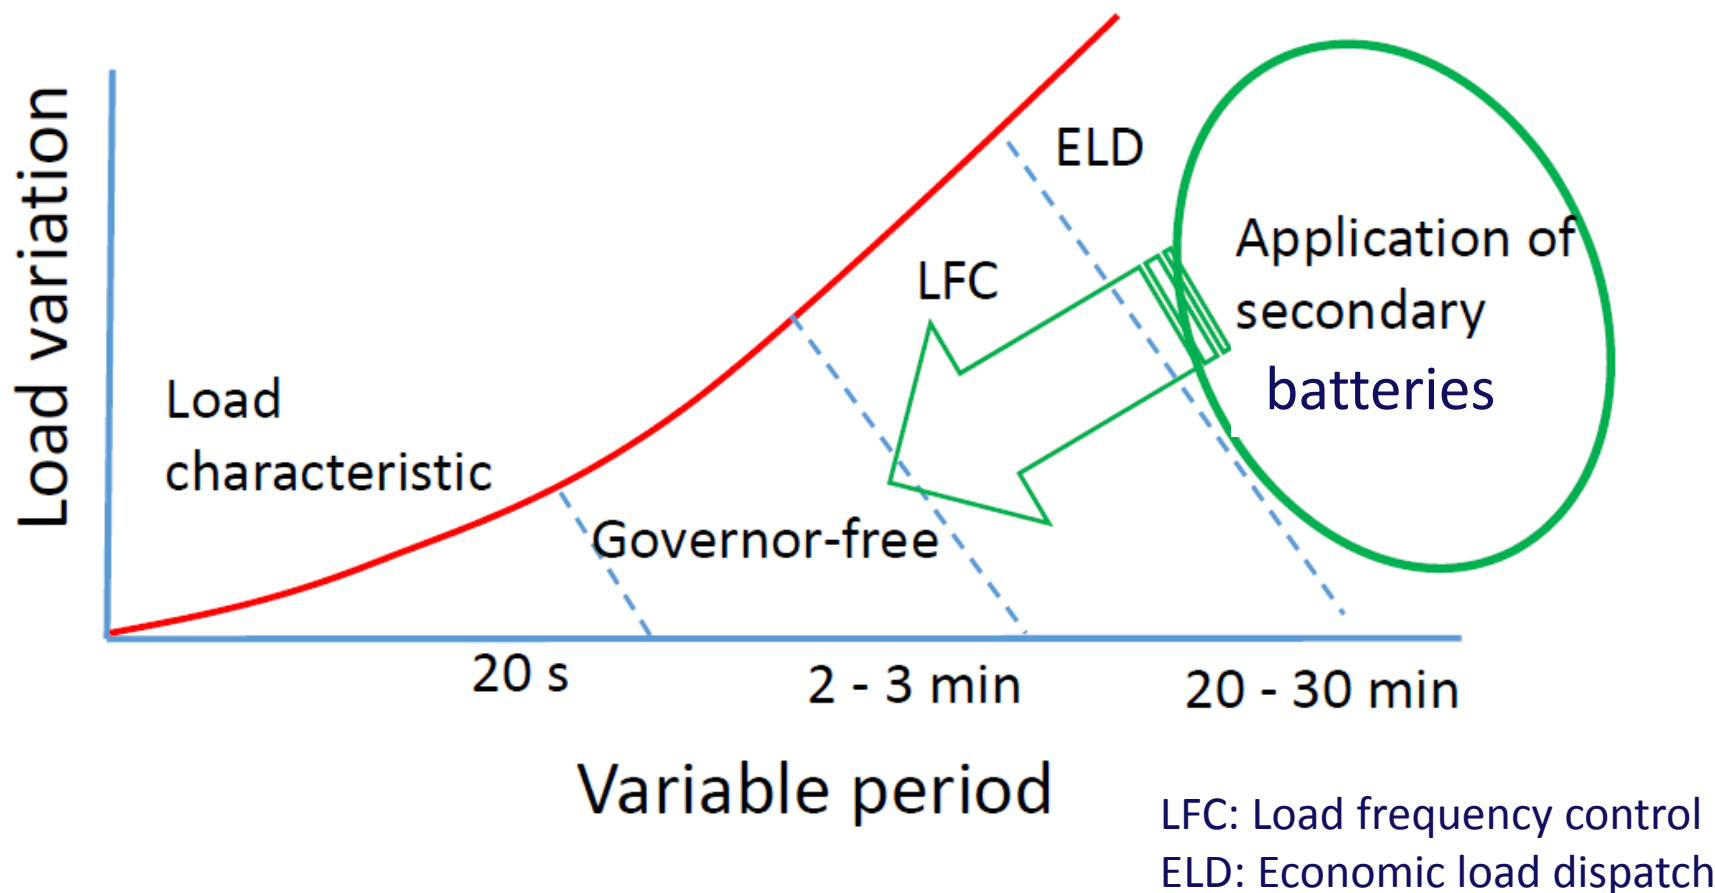 Load variation
ELD
Application of
secondary
batteries
LFC
Load
characteristic
Governor-free
20 s
2 - 3 min
20 - 30 min
Variable period
LFC: Load frequency control
ELD: Economic load dispatch